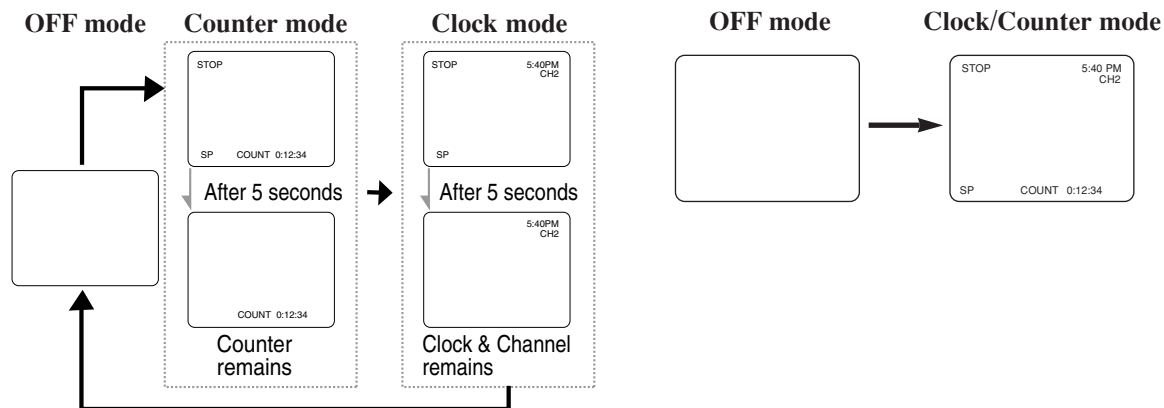 OFF mode
Counter mode
Clock mode
STOP
SP COUNT 0:12:34
After 5 seconds
COUNT 0:12:34
Counter
remains
STOP 5:40PM
CH2
SP
After 5 seconds
5:40PM
CH2
Clock & Channel
remains
OFF mode
Clock/Counter mode
STOP 5:40 PM
CH2
SP COUNT 0:12:34